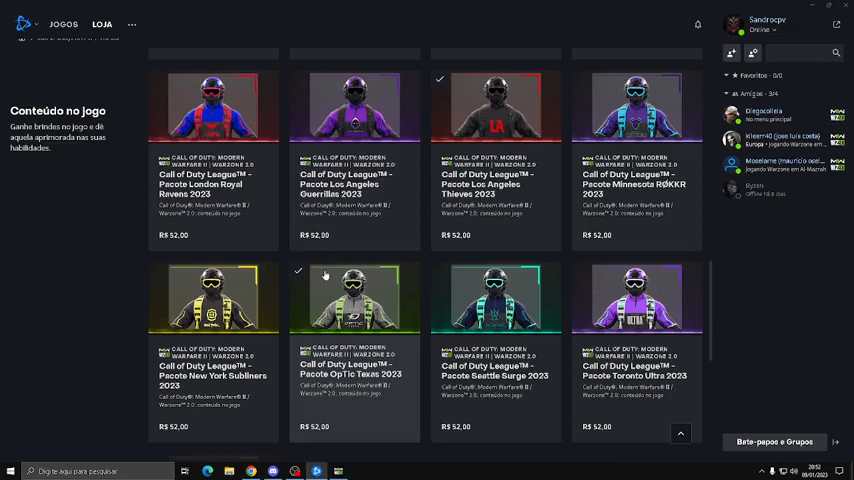 JOGOS
LOJA
Sandrocpv
Online
Favoritos - 0/0
Amigos - 3/4
Diegocollela
No menu principal
kileerr40 (jose luis costa)
Europa • Jogando Warzone em...
Moselame (mauricio osel...
Jogando Warzone em Al-Mazrah
Ryzen
Offline há 6 dias
Conteúdo no jogo
Ganhe brindes no jogo e dê
aquela aprimorada nas suas
habilidades.
CALL OF DUTY: MODERN
WARFARE II | WARZONE 2.0
Call of Duty League™ -
Pacote London Royal
Ravens 2023
Call of Duty®: Modern Warfare® II /
Warzone™ 2.0: conteúdo no jogo
R$ 52,00
CALL OF DUTY: MODERN
WARFARE II | WARZONE 2.0
Call of Duty League™ -
Pacote Los Angeles
Guerrillas 2023
Call of Duty®: Modern Warfare® II /
Warzone™ 2.0: conteúdo no jogo
R$ 52,00
LA
CALL OF DUTY: MODERN
WARFARE II | WARZONE 2.0
Call of Duty League™ -
Pacote Los Angeles
Thieves 2023
Call of Duty®: Modern Warfare® II /
Warzone™ 2.0: conteúdo no jogo
R$ 52,00
CALL OF DUTY: MODERN
WARFARE II | WARZONE 2.0
Call of Duty League™ -
Pacote Minnesota RØKKR
2023
Call of Duty®: Modern Warfare® II /
Warzone™ 2.0: conteúdo no jogo
R$ 52,00
CALL OF DUTY: MODERN
WARFARE II | WARZONE 2.0
Call of Duty League™ -
Pacote New York Subliners
2023
Call of Duty®: Modern Warfare® II /
Warzone™ 2.0: conteúdo no jogo
R$ 52,00
OPTIC
CALL OF DUTY: MODERN
WARFARE II | WARZONE 2.0
Call of Duty League™ -
Pacote OpTic Texas 2023
Call of Duty®: Modern Warfare® II /
Warzone™ 2.0: conteúdo no jogo
R$ 52,00
CALL OF DUTY: MODERN
WARFARE II | WARZONE 2.0
Call of Duty League™ -
Pacote Seattle Surge 2023
Call of Duty®: Modern Warfare® II /
Warzone™ 2.0: conteúdo no jogo
R$ 52,00
ULTRA
CALL OF DUTY: MODERN
WARFARE II | WARZONE 2.0
Call of Duty League™ -
Pacote Toronto Ultra 2023
Call of Duty®: Modern Warfare® II /
Warzone™ 2.0: conteúdo no jogo
R$ 52,00
Bate-papos e Grupos
Digite aqui para pesquisar
20:52
09/01/2023